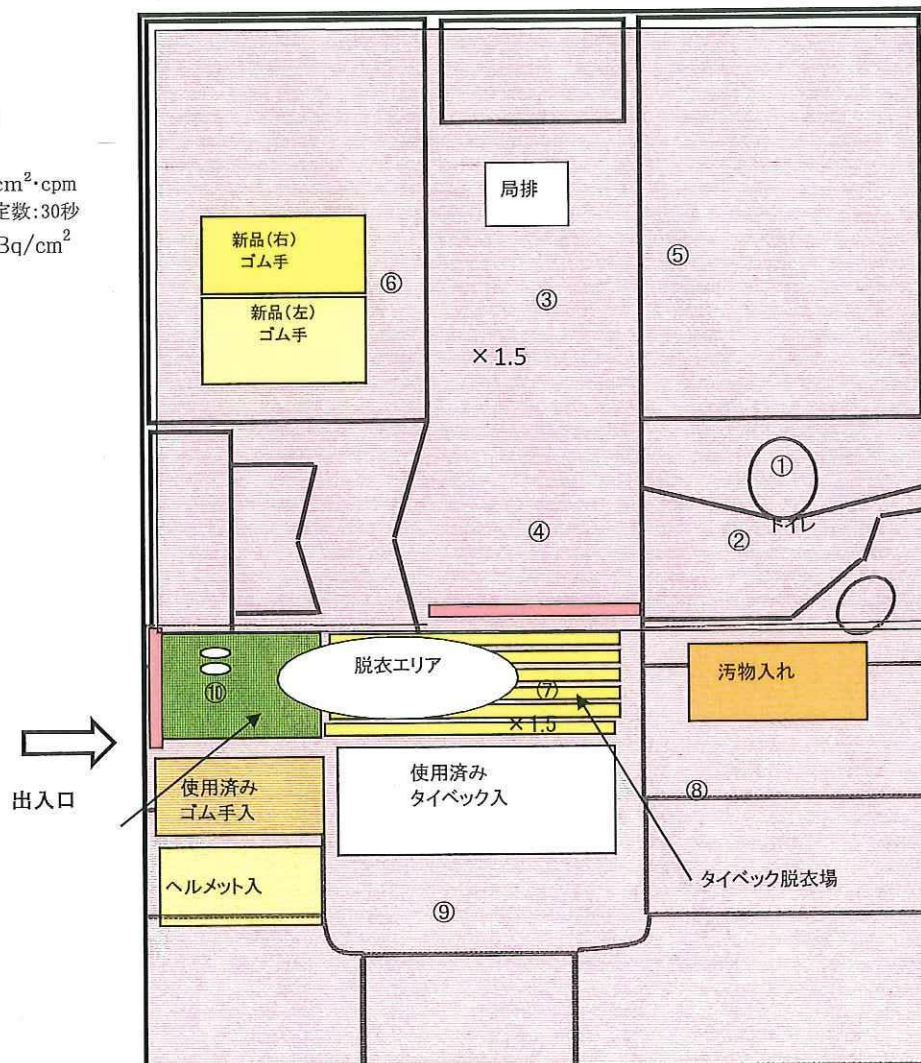 cm²・cpm
定数:30秒
Bq/cm²
局排
新品(右)
ゴム手
⑤
⑥
新品(左)
ゴム手
③
×1.5
①
トイレ
④
②
脱衣エリア
汚物入れ
⑩
⑦
×1.5
出入口
使用済み
ゴム手入
使用済み
タイベック入
⑧
ヘルメット入
タイベック脱衣場
⑨